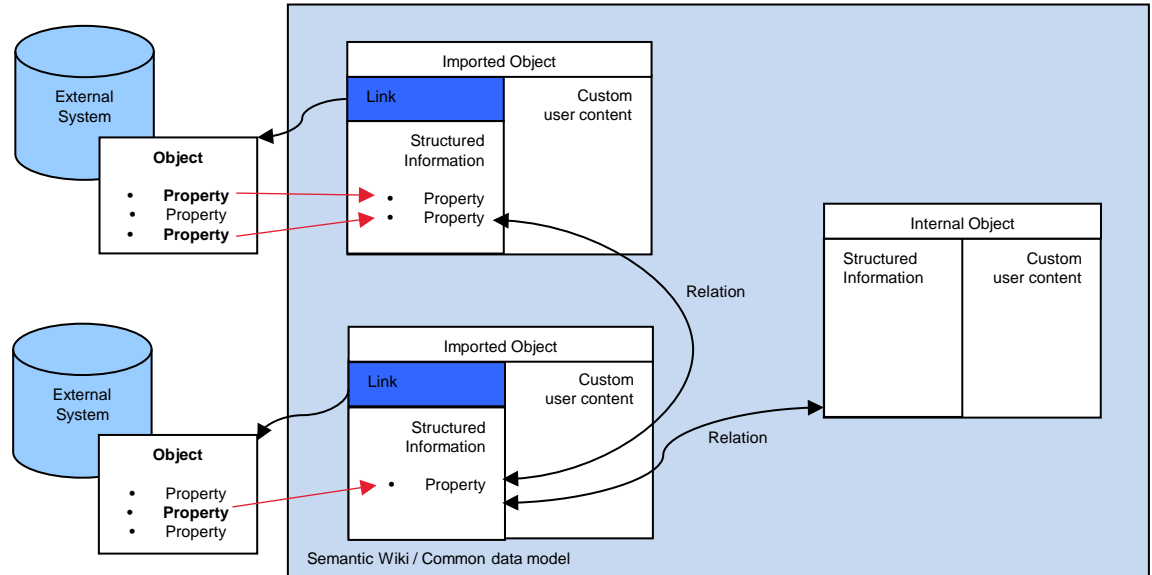 External
System
Object
• Property
• Property
• Property
Imported Object
Link
Custom
user content
Structured
Information
• Property
• Property
Relation
Internal Object
Structured
Information
Custom
user content
External
System
Object
• Property
• Property
• Property
Imported Object
Link
Custom
user content
Structured
Information
• Property
Relation
Semantic Wiki / Common data model